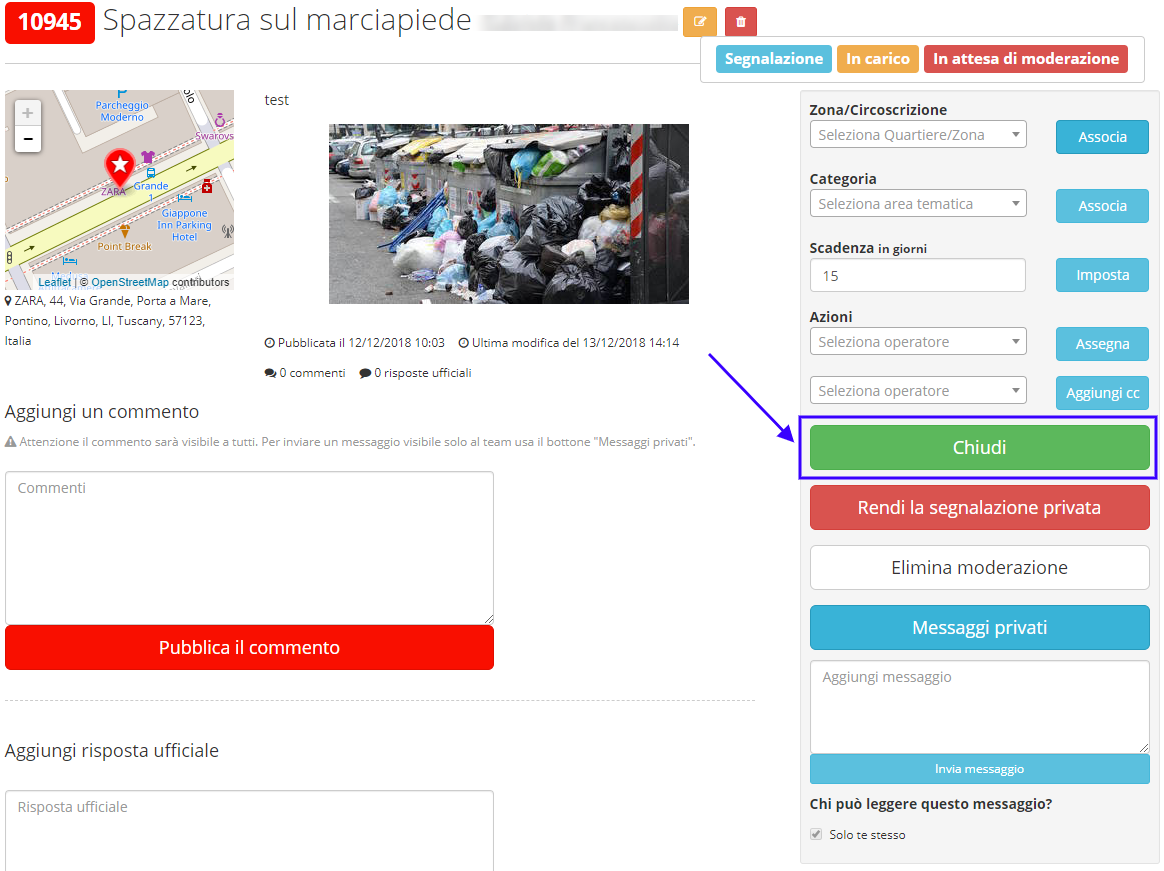 10945 Spazzatura sul marciapiede
Segnalazione In carico In attesa di moderazione
+
−
Parcheggio
Moderno
olo
Swarovs
ZARA
Grande
1
Giappone
Inn Parking
Hotel
Point Break
Leaflet | © OpenStreetMap contributors
ZARA, 44, Via Grande, Porta a Mare,
Pontino, Livorno, LI, Tuscany, 57123,
Italia
test
Pubblicata il 12/12/2018 10:03 Ultima modifica del 13/12/2018 14:14
0 commenti 0 risposte ufficiali
Aggiungi un commento
Attenzione il commento sarà visibile a tutti. Per inviare un messaggio visibile solo al team usa il bottone "Messaggi privati".
Commenti
Pubblica il commento
Aggiungi risposta ufficiale
Risposta ufficiale
Zona/Circoscrizione
Seleziona Quartiere/Zona Associa
Categoria
Seleziona area tematica Associa
Scadenza in giorni
15 Imposta
Azioni
Seleziona operatore Assegna
Seleziona operatore Aggiungi cc
Chiudi
Rendi la segnalazione privata
Elimina moderazione
Messaggi privati
Aggiungi messaggio
Invia messaggio
Chi può leggere questo messaggio?
Solo te stesso